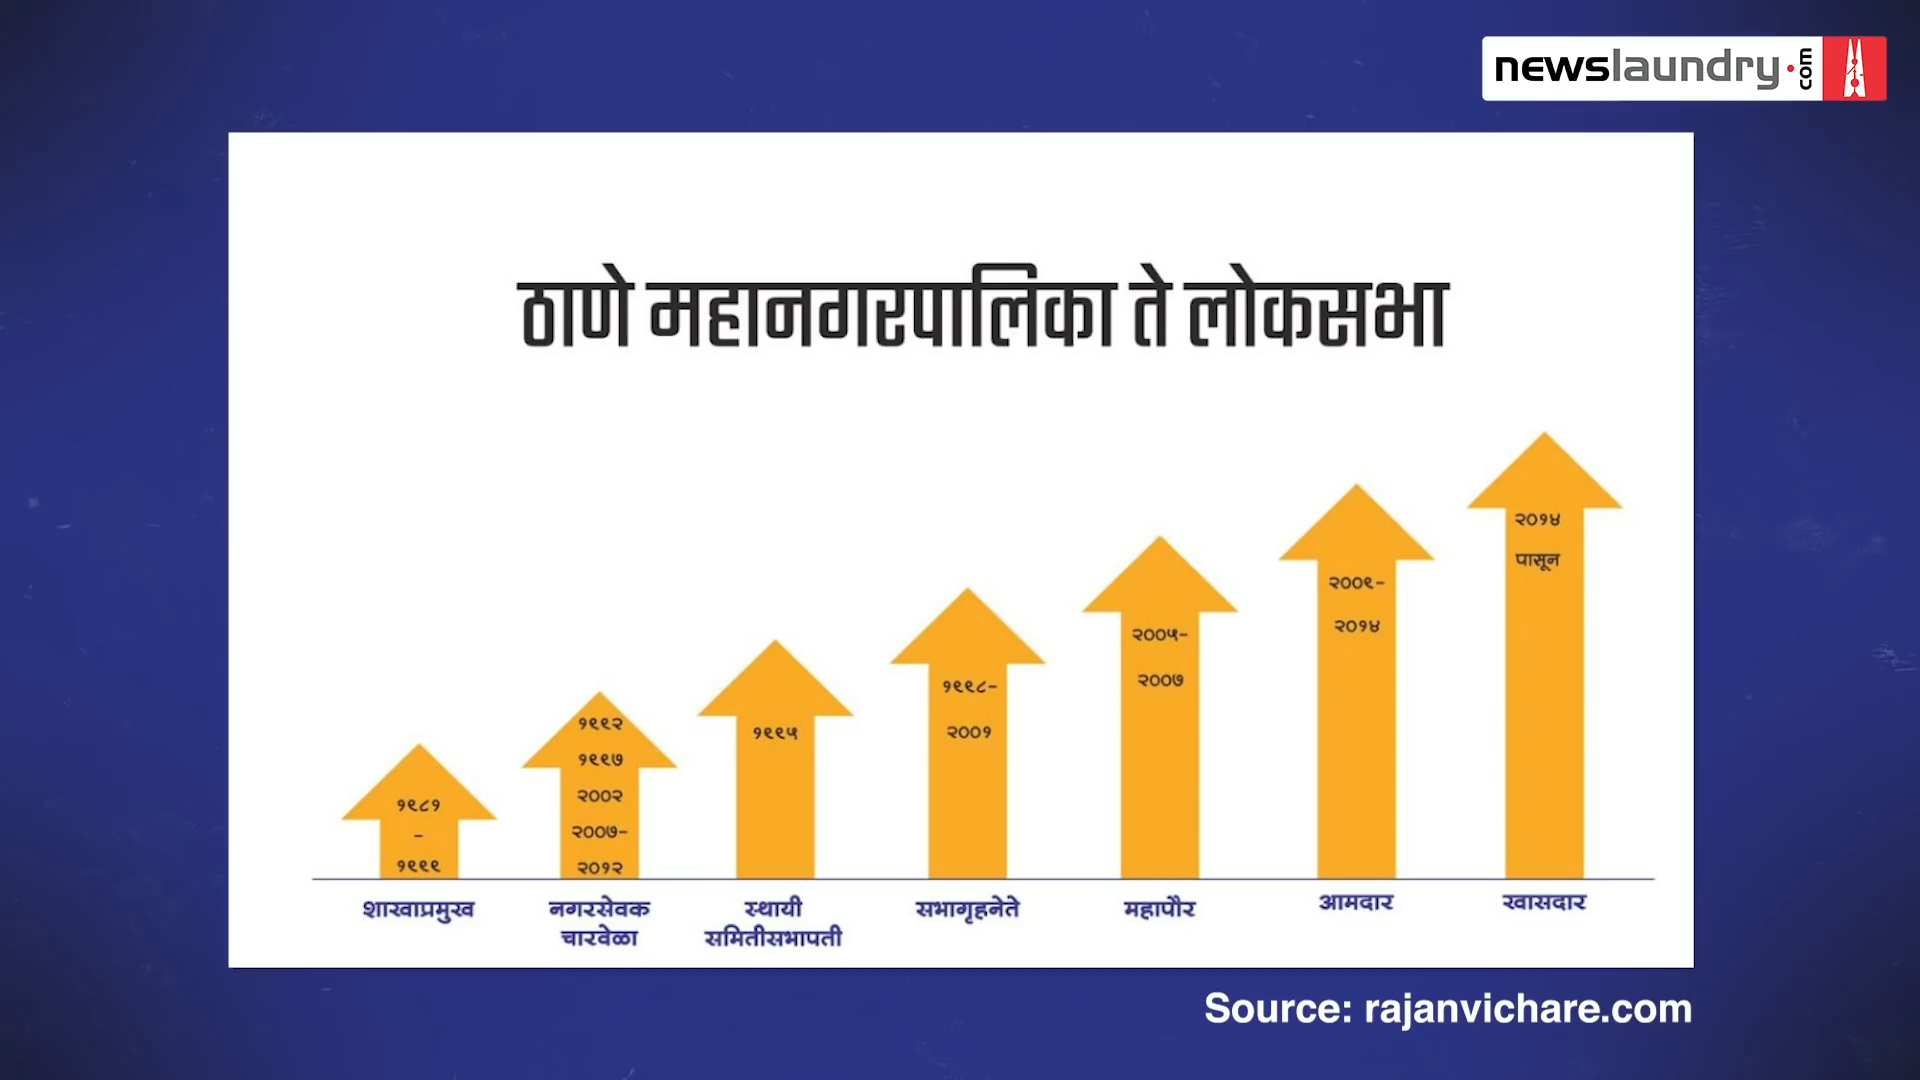 newslaundry.com
ठाणे महानगरपालिका ते लोकसभा
१९८१
-
१९९९
शाखाप्रमुख
१९९२
१९९७
२००२
२००७-
२०१२
नगरसेवक
चारवेळा
१९९५
स्थायी
समितीसभापती
१९९८-
२००१
सभागृहनेते
२००५-
२००७
महापौर
२००९-
२०१४
आमदार
२०१४
पासून
खासदार
Source: rajanvichare.com